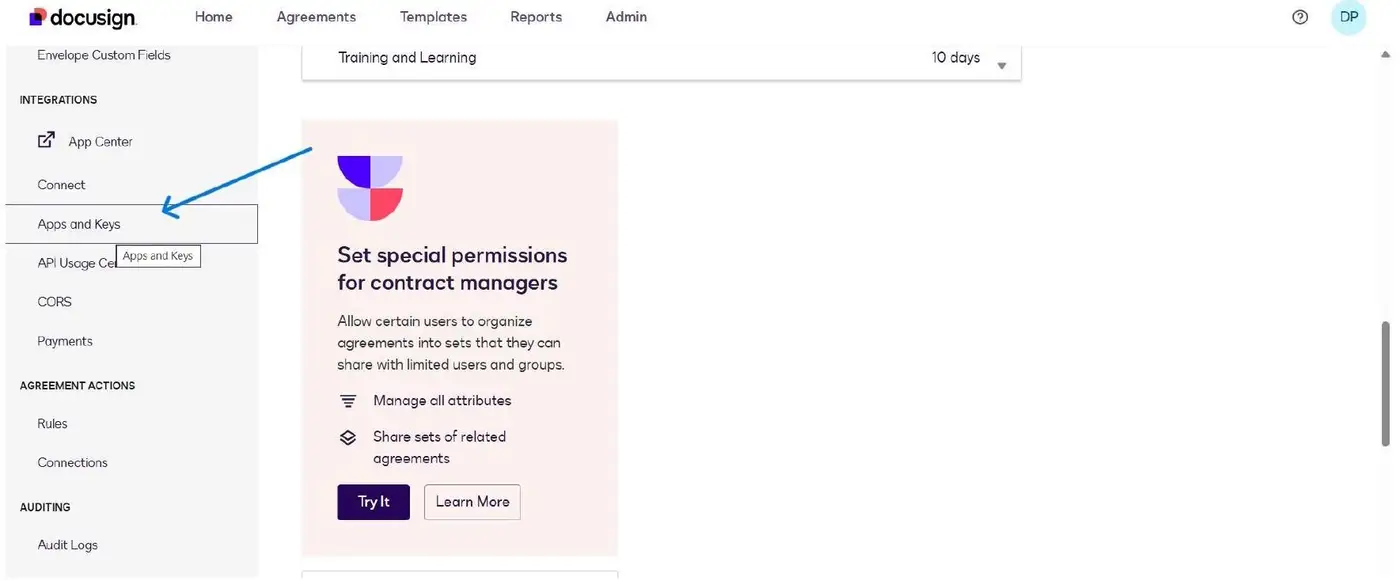 docusign
Home Agreements Templates Reports Admin
DP
Envelope Custom Fields
INTEGRATIONS
App Center
Connect
Apps and Keys
API Usage Ce
Apps and Keys
CORS
Payments
AGREEMENT ACTIONS
Rules
Connections
AUDITING
Audit Logs
Training and Learning 10 days
Set special permissions
for contract managers
Allow certain users to organize
agreements into sets that they can
share with limited users and groups.
Manage all attributes
Share sets of related
agreements
Try It Learn More